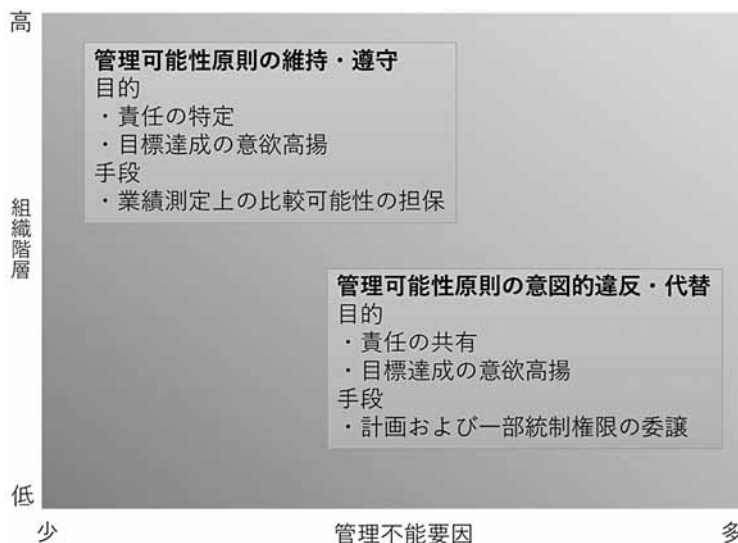 高
管理可能性原則の維持・遵守
目的
・責任の特定
・目標達成の意欲高揚
手段
・業績測定上の比較可能性の担保
組織階層
管理可能性原則の意図的違反・代替
目的
・責任の共有
・目標達成の意欲高揚
手段
・計画および一部統制権限の委譲
低
少
管理不能要因
多